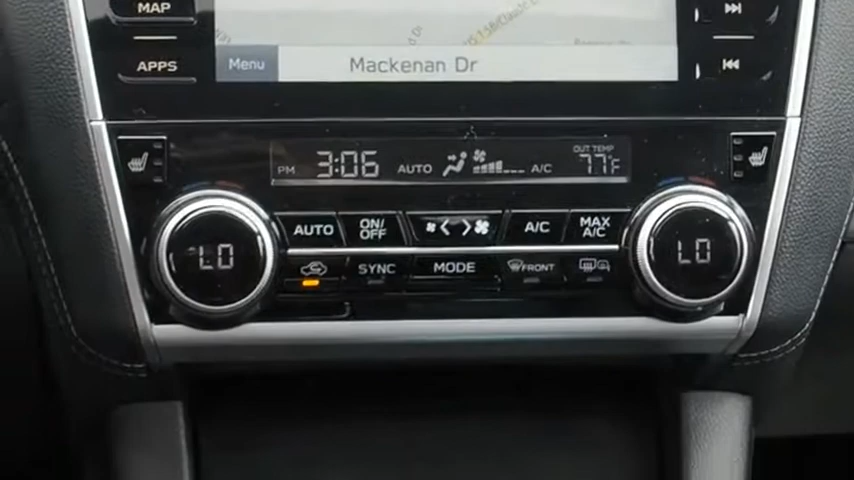 MAP
APPS
Menu
Mackenan Dr
PM 3:06 AUTO A/C OUT TEMP 77°F
AUTO ON/OFF A/C MAX A/C
LO
SYNC MODE FRONT
LO